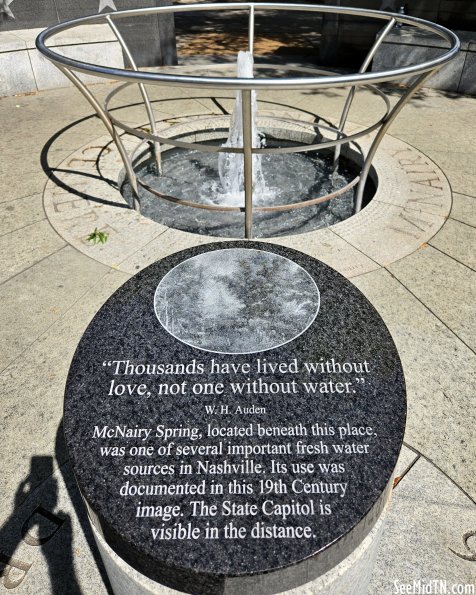 “Thousands have lived without
love, not one without water.”
W. H. Auden
McNairy Spring, located beneath this place,
was one of several important fresh water
sources in Nashville. Its use was
documented in this 19th Century
image. The State Capitol is
visible in the distance.
SeeMidTN.com